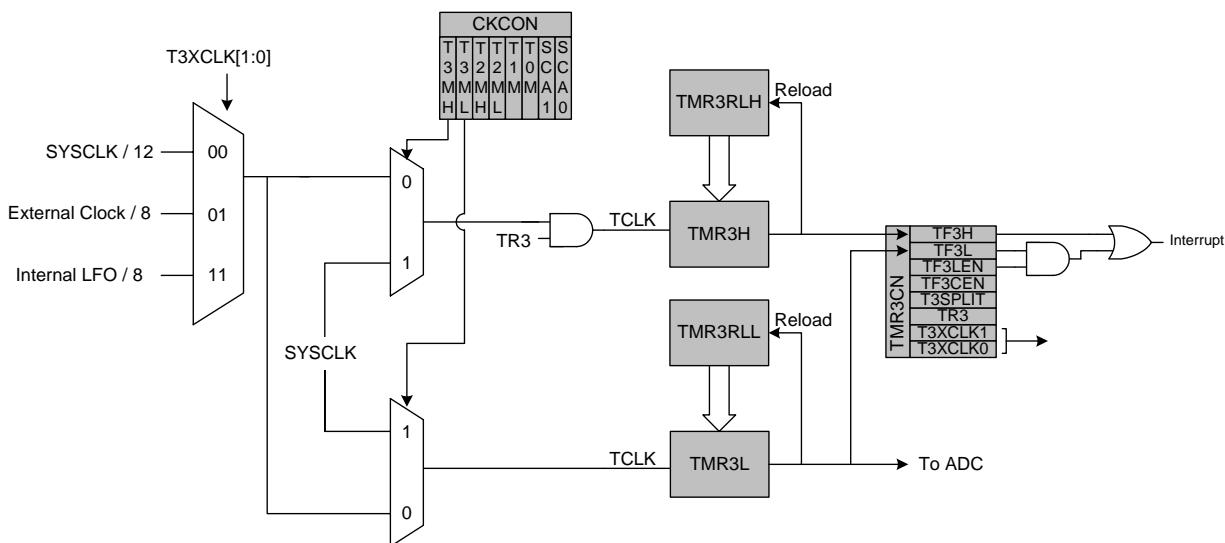 CKCON
T3MH
T3ML
T2MH
T2ML
T1M
T0M
SCA1
SCA0
T3XCLK[1:0]
SYSCLK / 12
00
External Clock / 8
01
Internal LFO / 8
11
0
1
TR3
TCLK
TMR3RLH
Reload
TMR3H
SYSCLK
1
0
TCLK
TMR3RLL
Reload
TMR3L
To ADC
TMR3CN
TF3H
TF3L
TF3LEN
TF3CEN
T3SPLIT
TR3
T3XCLK1
T3XCLK0
Interrupt